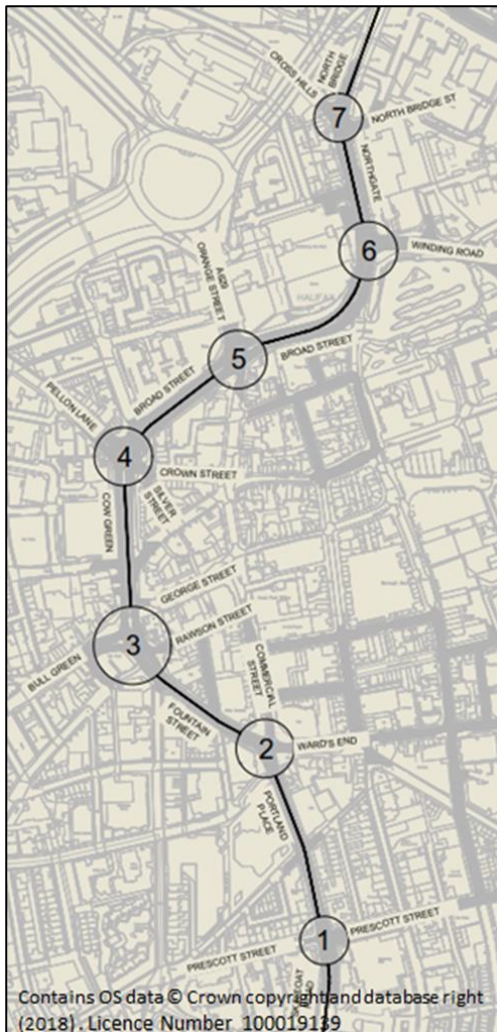 CROSS HILLS
NORTH
BRIDGE
7
NORTH BRIDGE ST
NORTHGATE
6
WINDING ROAD
A629
ORANGE STREET
HALIFAX
5
BROAD STREET
BROAD STREET
PELLON LANE
4
CROWN STREET
SILVER
STREET
COW GREEN
GEORGE STREET
3
RAWSON STREET
BULL GREEN
COMMERCIAL
STREET
FOUNTAIN
STREET
2
WARD'S END
PORTLAND
PLACE
1
PRESCOTT STREET
PRESCOTT STREET
Contains OS data © Crown copyright and database right
(2018). Licence Number 100019139